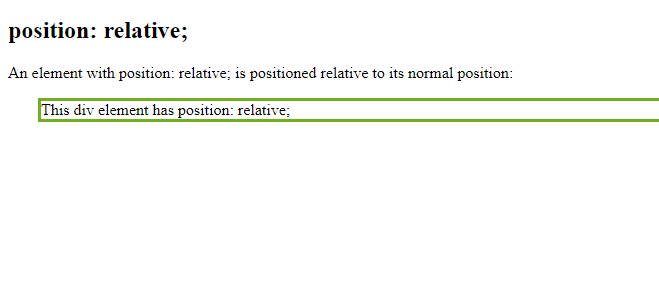 position: relative;
An element with position: relative; is positioned relative to its normal position:
This div element has position: relative;